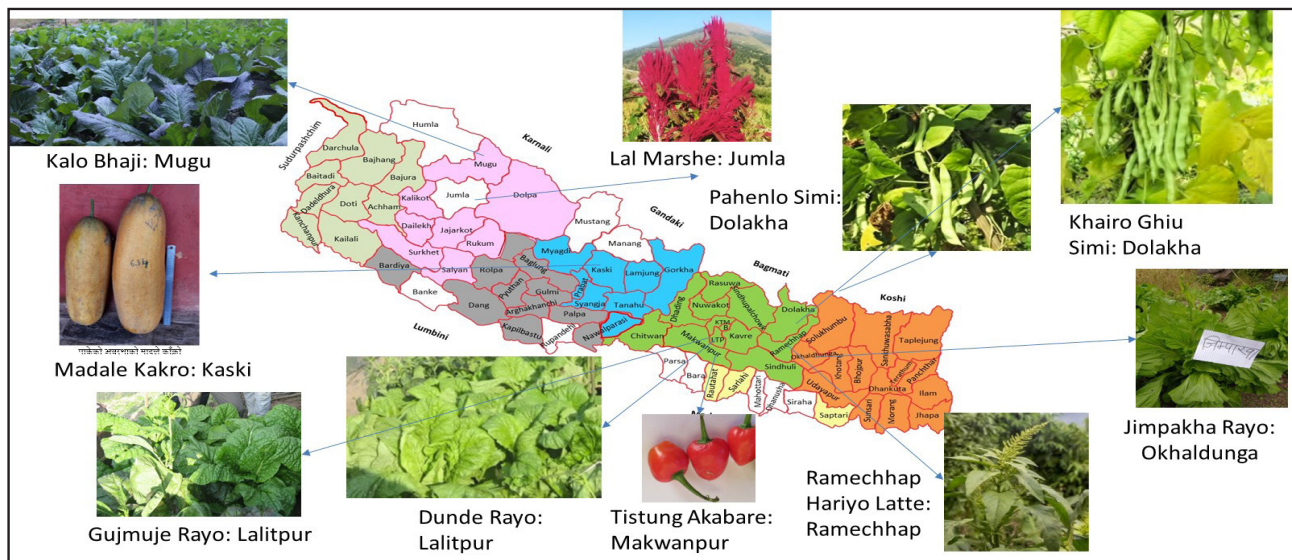 Kalo Bhaji: Mugu
Lal Marshe: Jumla
Pahenlo Simi:
Dolakha
Khairo Ghiu
Simi: Dolakha
Madale Kakro: Kaski
Jimpakha Rayo:
Okhaldunga
Gujmuje Rayo: Lalitpur
Dunde Rayo:
Lalitpur
Tistung Akabare:
Makwanpur
Ramechhap
Hariyo Latte:
Ramechhap
पाकेको अवस्थाको मादले काँक्रो
जिम्पाखा
Sudurpashchim
Karnali
Gandaki
Bagmati
Koshi
Lumbini
Humla
Darchula
Bajhang
Baitadi
Bajura
Mugu
Dadeldhura
Doti
Achham
Kalikot
Jumla
Dolpa
Kanchanpur
Kailali
Dailekh
Jajarkot
Mustang
Surkhet
Rukum
Manang
Bardiya
Salyan
Rolpa
Baglung
Myagdi
Kaski
Lamjung
Gorkha
Banke
Dang
Pyuthan
Gulmi
Parbat
Syangja
Tanahu
Arghakhanchi
Palpa
Kapilbastu
Rupandehi
Nawalparasi
Rasuwa
Dhading
Nuwakot
Sindhupalchowk
Dolakha
KTM
B
LTP
Kavre
Ramechhap
Chitwan
Makwanpur
Sindhuli
Parsa
Bara
Rautahat
Sarlahi
Mahottari
Dhanusha
Siraha
Saptari
Solukhumbu
Sankhuwasabha
Taplejung
Okhaldhunga
Khotang
Bhojpur
Terathum
Panchthar
Dhankuta
Udayapur
Sunsari
Morang
Ilam
Jhapa